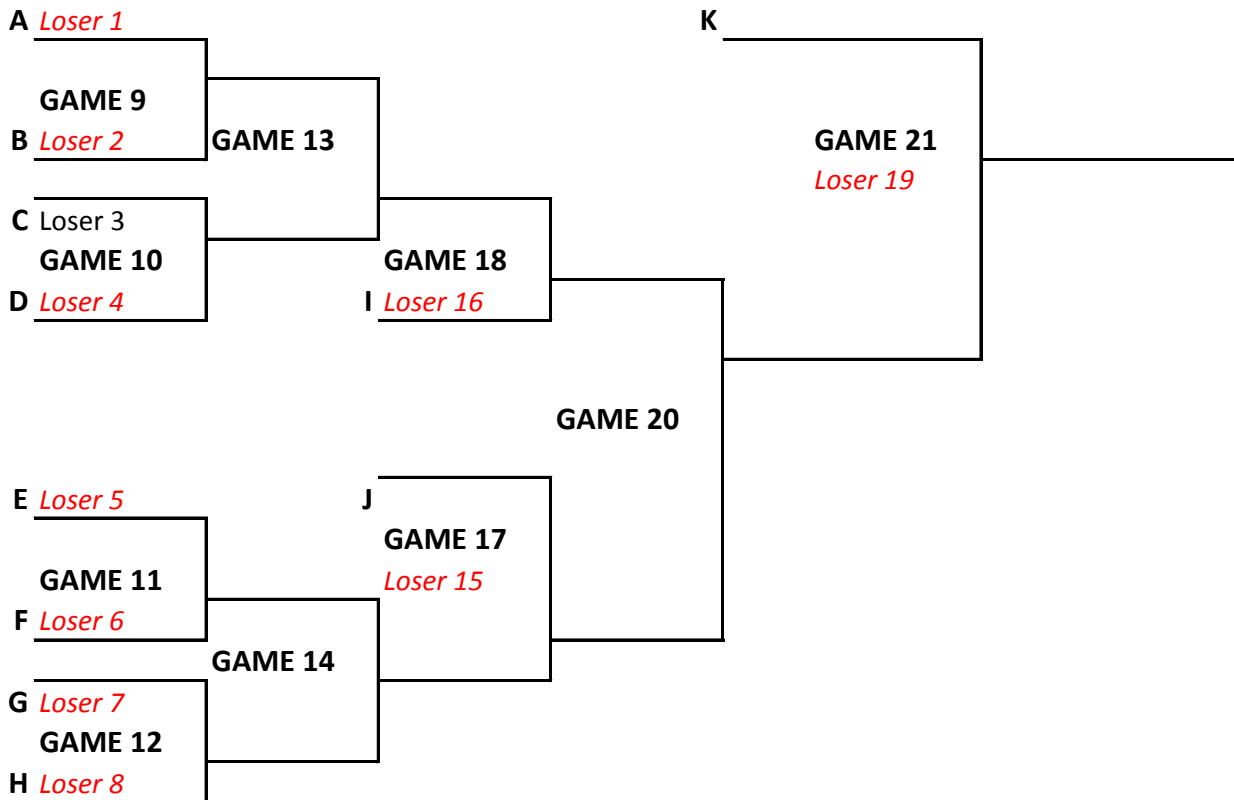 A Loser 1
K
GAME 9
B Loser 2
GAME 13
GAME 21
Loser 19
C Loser 3
GAME 10
GAME 18
D Loser 4
I Loser 16
GAME 20
E Loser 5
J
GAME 17
GAME 11
Loser 15
F Loser 6
GAME 14
G Loser 7
GAME 12
H Loser 8